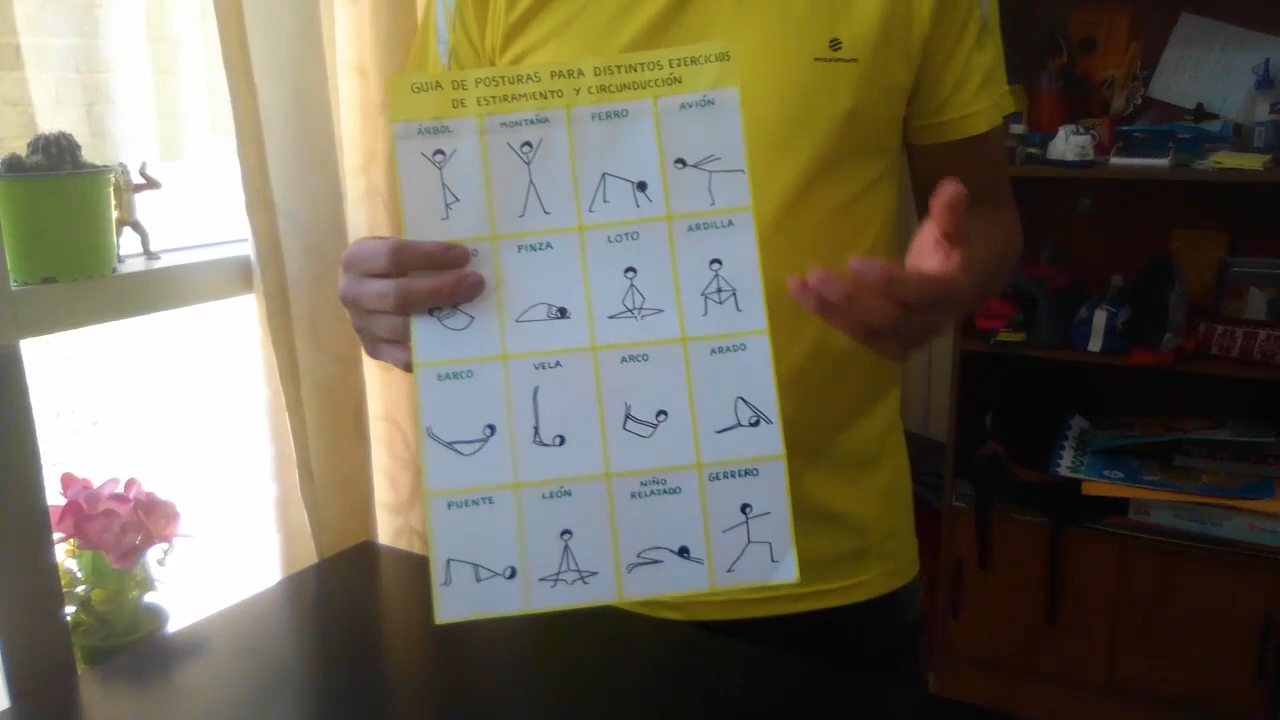 GUIA DE POSTURAS PARA DISTINTOS EJERCICIOS
DE ESTIRAMIENTO Y CIRCUNDUCCIÓN
ÁRBOL
MONTAÑA
PERRO
AVIÓN
PINZA
LOTO
ARDILLA
BARCO
VELA
ARCO
ARADO
PUENTE
LEÓN
NIÑO
RELAJADO
GERRERO
maximum